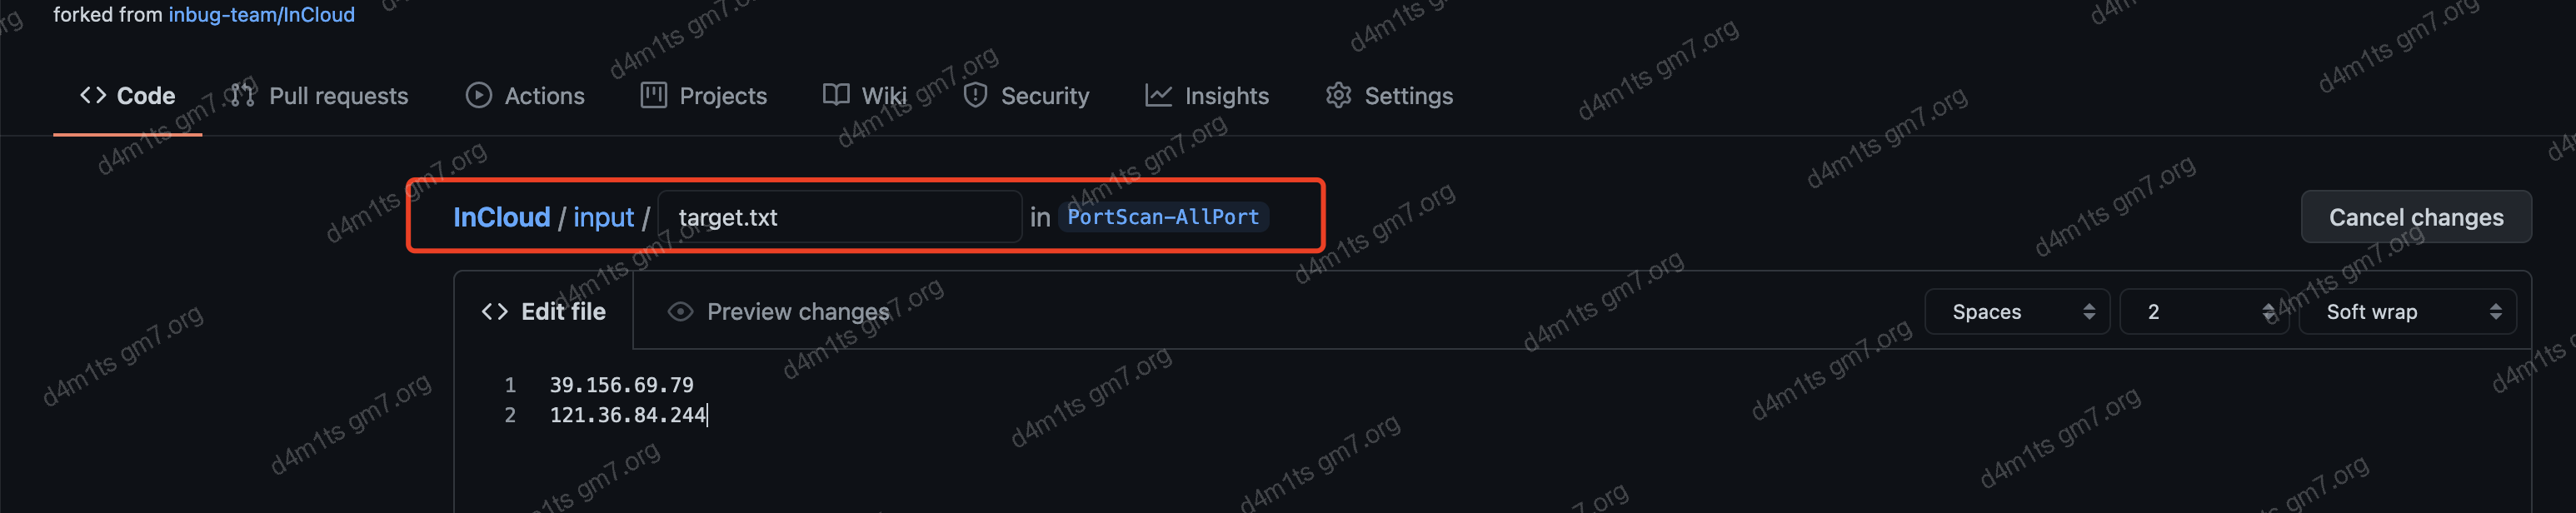 forked from inbug-team/InCloud
Code Pull requests Actions Projects Wiki Security Insights Settings
InCloud / input / target.txt in PortScan-AllPort Cancel changes
Edit file Preview changes Spaces 2 Soft wrap
1 39.156.69.79
2 121.36.84.244
d4m1ts gm7.org